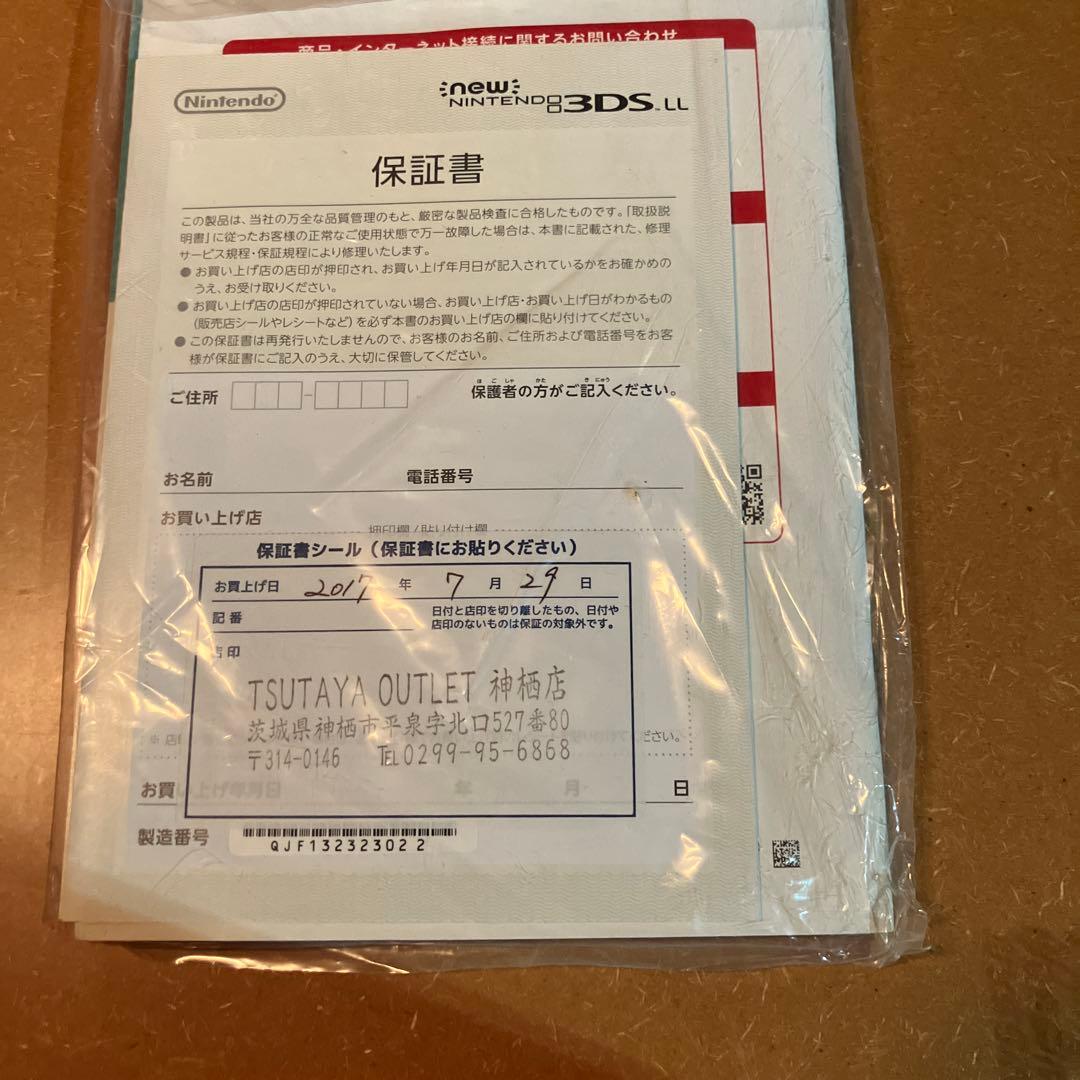 商品・インターネット接続に関するお問い合わせ
Nintendo
new
NINTENDO 3DS LL
保証書
この製品は、当社の万全な品質管理のもと、厳密な製品検査に合格したものです。「取扱説
明書」に従ったお客様の正常なご使用状態で万一故障した場合は、本書に記載された、修理
サービス規程・保証規程により修理いたします。
● お買い上げ店の店印が押印され、お買い上げ年月日が記入されているかをお確かめの
うえ、お受け取りください。
● お買い上げ店の店印が押印されていない場合、お買い上げ店・お買い上げ日がわかるもの
(販売店シールやレシートなど)を必ず本書のお買い上げ店の欄に貼り付けてください。
● この保証書は再発行いたしませんので、お客様のお名前、ご住所および電話番号をお客
様が保証書にご記入のうえ、大切に保管してください。
ご住所 - 保護者の方がご記入ください。
お名前 電話番号
お買い上げ店
押印欄/貼り付け欄
保証書シール(保証書にお貼りください)
お買上げ日 2017 年 7 月 29 日
記番 日付と店印を切り離したもの、日付や
店印のないものは保証の対象外です。
店印
TSUTAYA OUTLET 神栖店
茨城県神栖市平泉字北口527番80
〒314-0146 TEL0299-95-6868
※ 店 ださい。
お買い上げ年月日 年 月 日
製造番号
QJF13232302 2